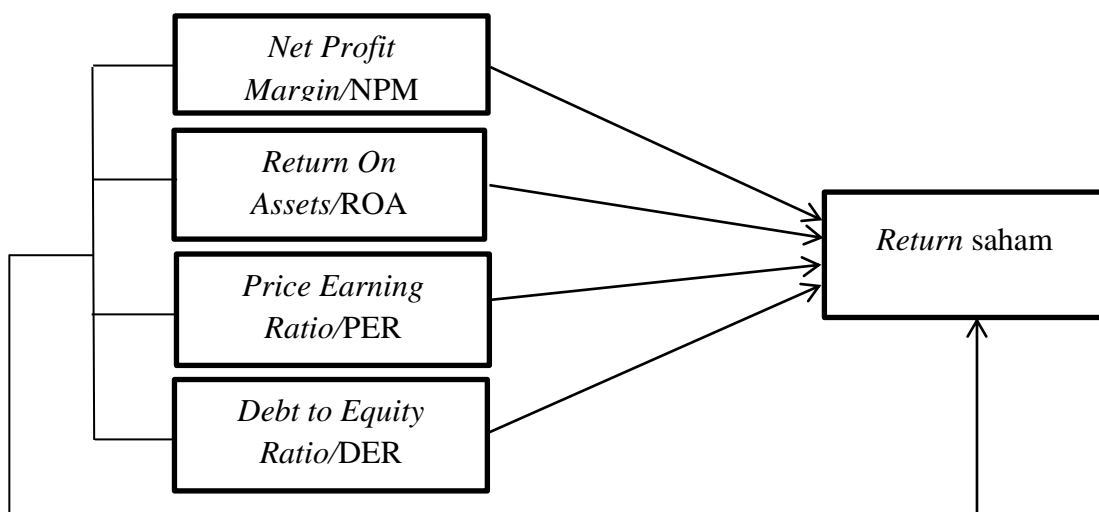 Net Profit
Margin/NPM
Return On
Assets/ROA
Return saham
Price Earning
Ratio/PER
Debt to Equity
Ratio/DER